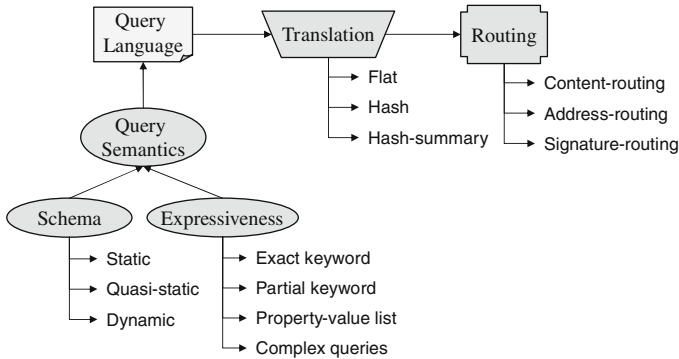 Query
Language
Translation
Routing
Flat
Hash
Hash-summary
Content-routing
Address-routing
Signature-routing
Query
Semantics
Schema
Expressiveness
Static
Quasi-static
Dynamic
Exact keyword
Partial keyword
Property-value list
Complex queries